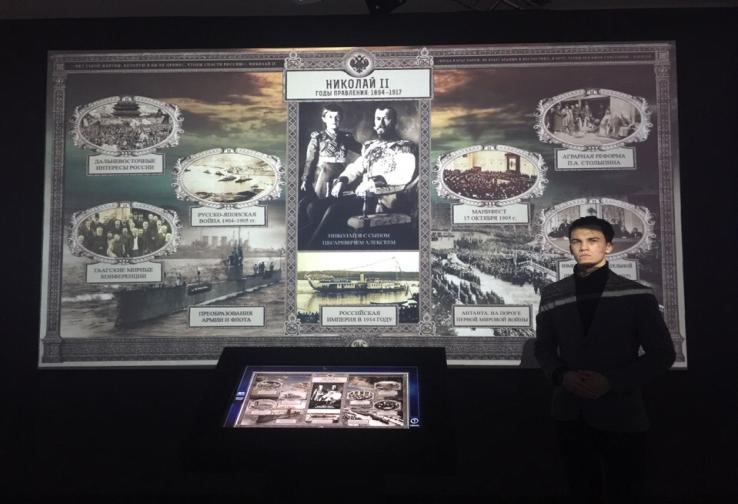 НИКОЛАЙ II
ГОДЫ ПРАВЛЕНИЯ 1894–1917
ДАЛЬНЕВОСТОЧНЫЕ
ИНТЕРЕСЫ РОССИИ
РУССКО-ЯПОНСКАЯ
ВОЙНА 1904–1905 гг.
ГААГСКИЕ МИРНЫЕ
КОНФЕРЕНЦИИ
ПРЕОБРАЗОВАНИЯ
АРМИИ И ФЛОТА
НИКОЛАЙ II С СЫНОМ
ЦЕСАРЕВИЧЕМ АЛЕКСЕЕМ
РОССИЙСКАЯ
ИМПЕРИЯ В 1914 ГОДУ
АГРАРНАЯ РЕФОРМА
П.А. СТОЛЫПИНА
МАНИФЕСТ
17 ОКТЯБРЯ 1905 г.
АНТАНТА. НА ПОРОГЕ
ПЕРВОЙ МИРОВОЙ ВОЙНЫ